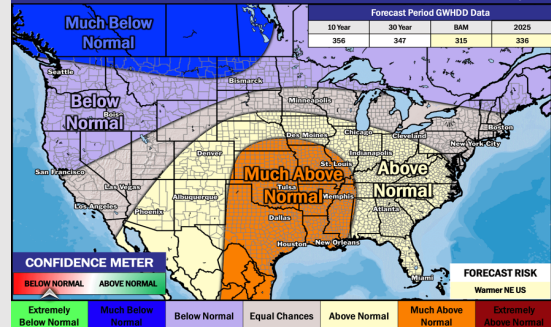 Forecast Period GWHDD Data
10 Year 30 Year BAM 2025
356 347 315 336
Much Below
Normal
Seattle
Bismarck
Below
Normal
Minneapolis
Boston
Des Moines
Chicago
Cleveland
New York City
San Francisco
Denver
Indianapolis
St. Louis
Las Vegas
Much Above
Normal
Above
Normal
Los Angeles
Albuquerque
Tulsa
Memphis
Phoenix
Atlanta
Dallas
Houston
New Orleans
Miami
CONFIDENCE METER
BELOW NORMAL ABOVE NORMAL
FORECAST RISK
Warmer NE US
Extremely
Below Normal
Much Below
Normal
Below Normal
Equal Chances
Above Normal
Much Above
Normal
Extremely
Above Normal